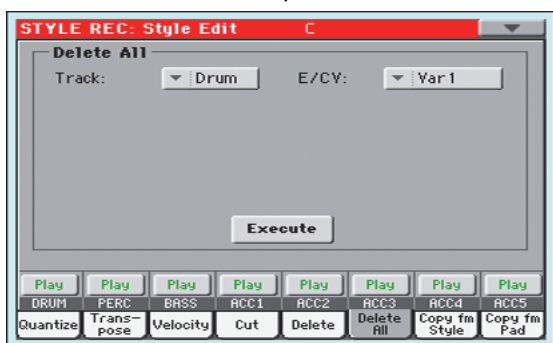 STYLE REC: Style Edit C
Delete All
Track: Drum E/CV: Var1
Execute
Play Play Play Play Play Play Play Play
DRUM PERC BASS ACC1 ACC2 ACC3 ACC4 ACC5
Quantize Trans-pose Velocity Cut Delete Delete All Copy fm Style Copy fm Pad